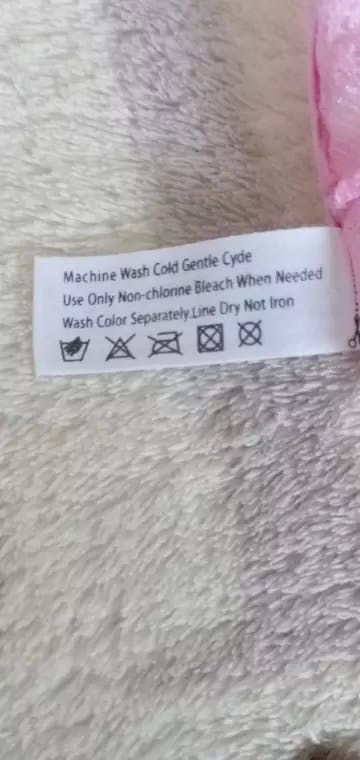 Machine Wash Cold Gentle Cyde
Use Only Non-chlorine Bleach When Needed
Wash Color Separately.Line Dry Not Iron